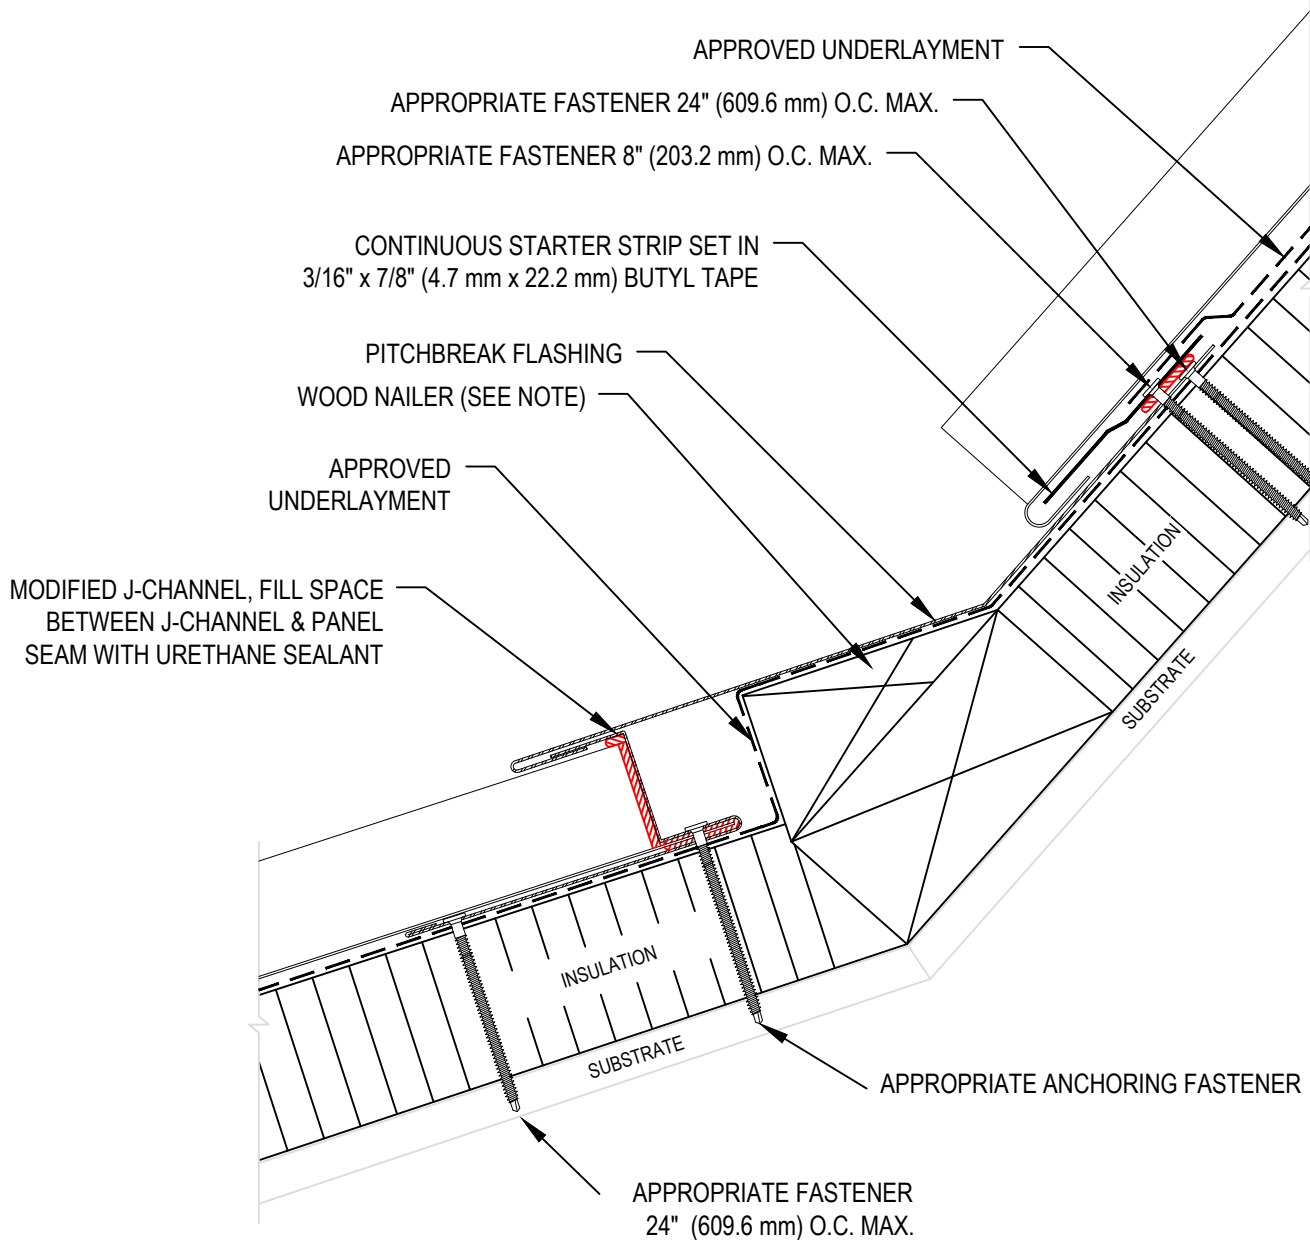 APPROVED UNDERLAYMENT
APPROPRIATE FASTENER 24" (609.6 mm) O.C. MAX.
APPROPRIATE FASTENER 8" (203.2 mm) O.C. MAX.
CONTINUOUS STARTER STRIP SET IN
3/16" x 7/8" (4.7 mm x 22.2 mm) BUTYL TAPE
PITCHBREAK FLASHING
WOOD NAILER (SEE NOTE)
APPROVED
UNDERLAYMENT
MODIFIED J-CHANNEL, FILL SPACE
BETWEEN J-CHANNEL & PANEL
SEAM WITH URETHANE SEALANT
INSULATION
SUBSTRATE
INSULATION
SUBSTRATE
APPROPRIATE ANCHORING FASTENER
APPROPRIATE FASTENER
24" (609.6 mm) O.C. MAX.